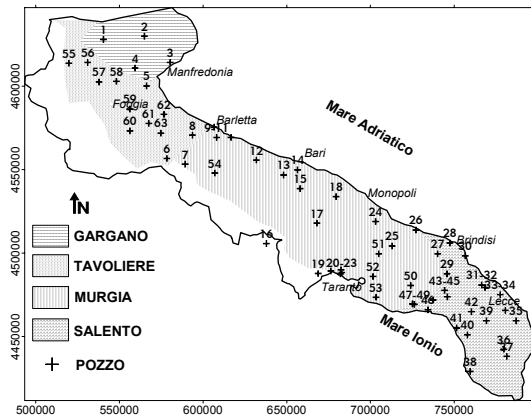 1 2
55 56 4 3
Manfredonia
57 58 5
4600000
59
Foggia
62
60 61 63
8 9-11
Barletta
Mare Adriatico
6 7 54
12
Bari
4550000
13 14
15
18
Monopoli
N
17
24
26
16
25
28
Brindisi
GARGANO
4500000
51
27
30
TAVOLIERE
19 20-23
Taranto
52
29
50
43-45
31-32
33-34
MURGIA
53
47-49
46
Lecce
SALENTO
Mare Ionio
41 40
39
35
4450000
POZZO
36
37
38
500000 550000 600000 650000 700000 750000